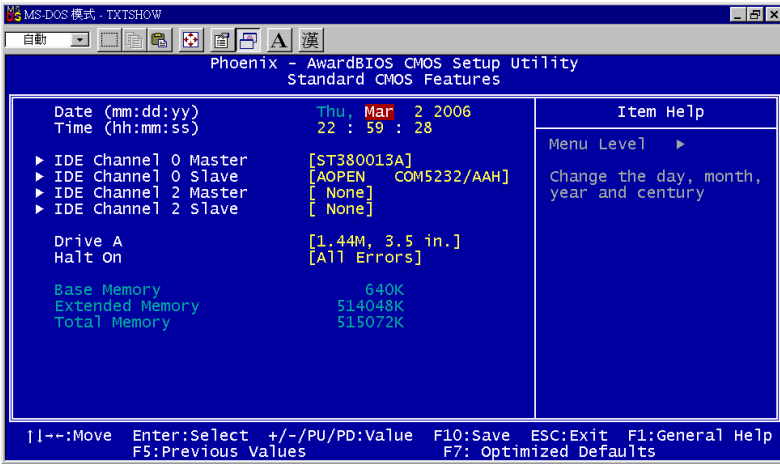 MS-DOS 模式 - TXTSHOW
自動
A 漢
Phoenix - AwardBIOS CMOS Setup Utility
Standard CMOS Features
Date (mm:dd:yy) Thu, Mar 2 2006
Time (hh:mm:ss) 22 : 59 : 28
▶ IDE Channel 0 Master [ST380013A]
▶ IDE Channel 0 Slave [AOPEN COM5232/AAH]
▶ IDE Channel 2 Master [ None]
▶ IDE Channel 2 Slave [ None]
Drive A [1.44M, 3.5 in.]
Halt On [All Errors]
Base Memory 640K
Extended Memory 514048K
Total Memory 515072K
Item Help
Menu Level ▶
Change the day, month,
year and century
↑↓→←:Move Enter:Select +/-/PU/PD:Value F10:Save ESC:Exit F1:General Help
F5:Previous Values F7: Optimized Defaults